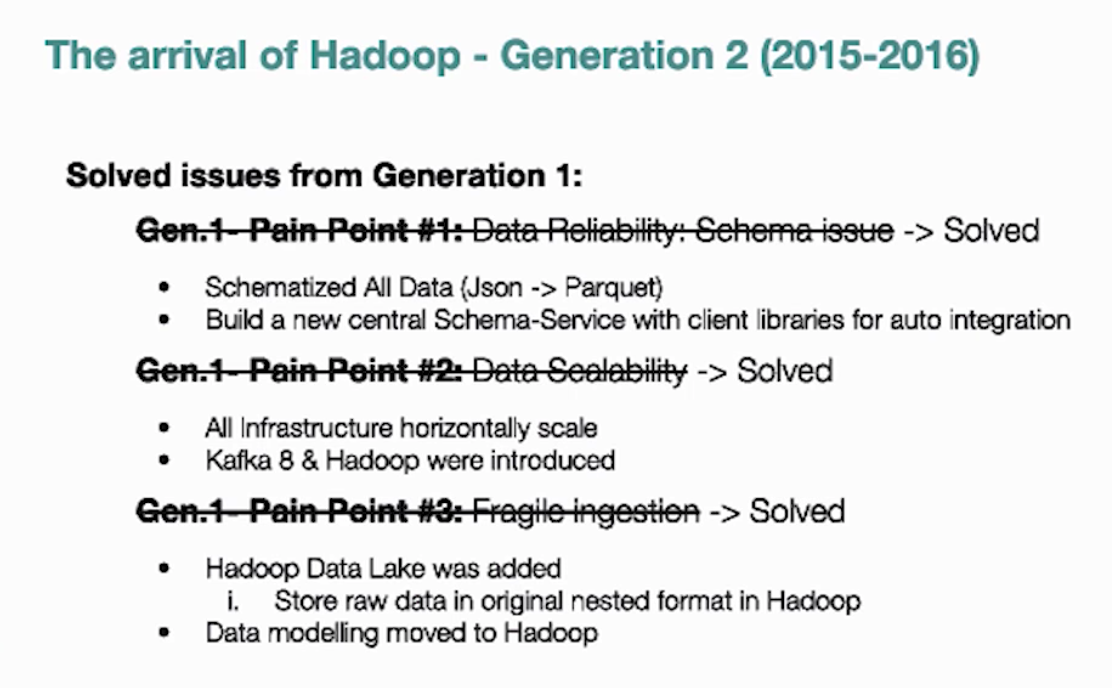 The arrival of Hadoop - Generation 2 (2015-2016)
Solved issues from Generation 1:
Gen.1- Pain Point #1: Data Reliability: Schema issue -> Solved
• Schematized All Data (Json -> Parquet)
• Build a new central Schema-Service with client libraries for auto integration
Gen.1- Pain Point #2: Data Scalability -> Solved
• All Infrastructure horizontally scale
• Kafka 8 & Hadoop were introduced
Gen.1- Pain Point #3: Fragile ingestion -> Solved
• Hadoop Data Lake was added
i. Store raw data in original nested format in Hadoop
• Data modelling moved to Hadoop